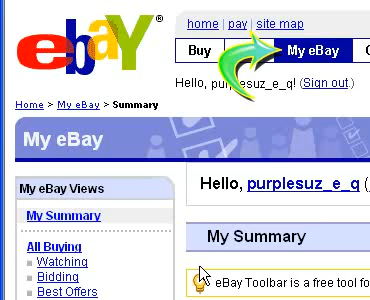 ebaY®
home | pay | site map
Buy My eBay C
Hello, purplesuz_e_q! (Sign out.)
Home > My eBay > Summary
My eBay
My eBay Views
My Summary
All Buying
Watching
Bidding
Best Offers
Hello, purplesuz_e_q (
My Summary
eBay Toolbar is a free tool fo